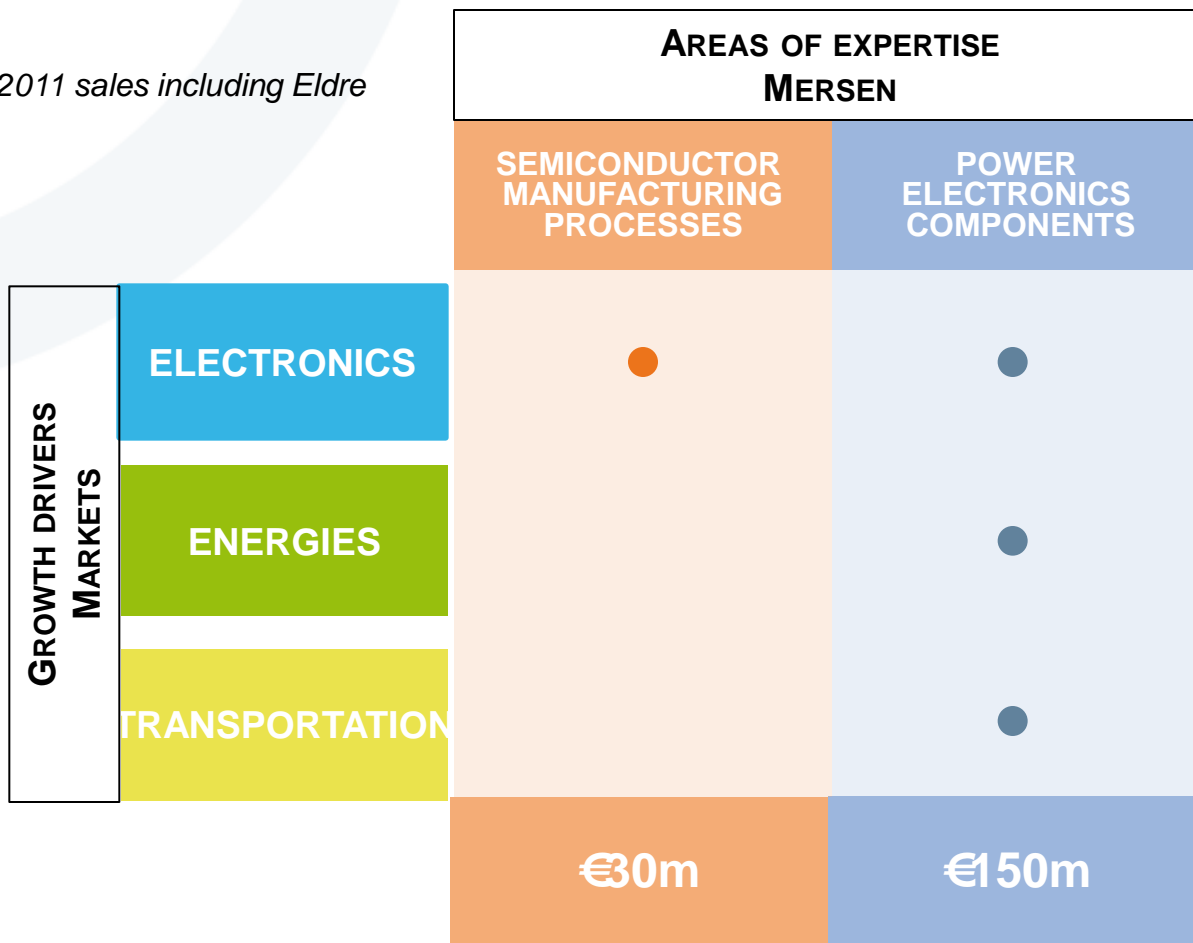 2011 sales including Eldre
AREAS OF EXPERTISE
MERSEN
SEMICONDUCTOR
MANUFACTURING
PROCESSES
POWER
ELECTRONICS
COMPONENTS
GROWTH DRIVERS
MARKETS
ELECTRONICS
ENERGIES
TRANSPORTATION
€30m
€150m